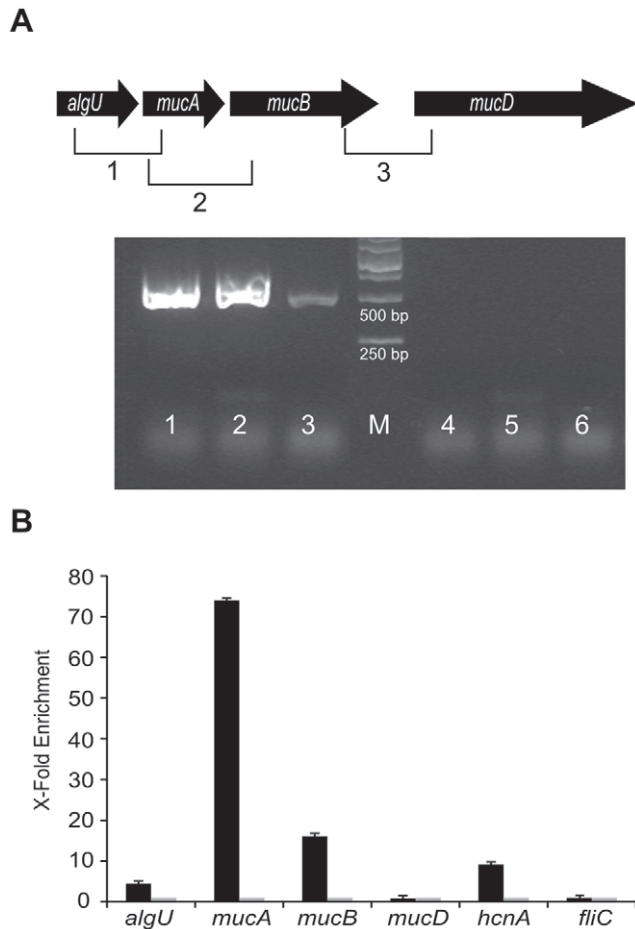 A
algU mucA mucB mucD
1 3
2
500 bp
250 bp
1 2 3 M 4 5 6
B
80
70
60
50
40
30
20
10
0
X-Fold Enrichment
algU mucA mucB mucD hcnA fliC